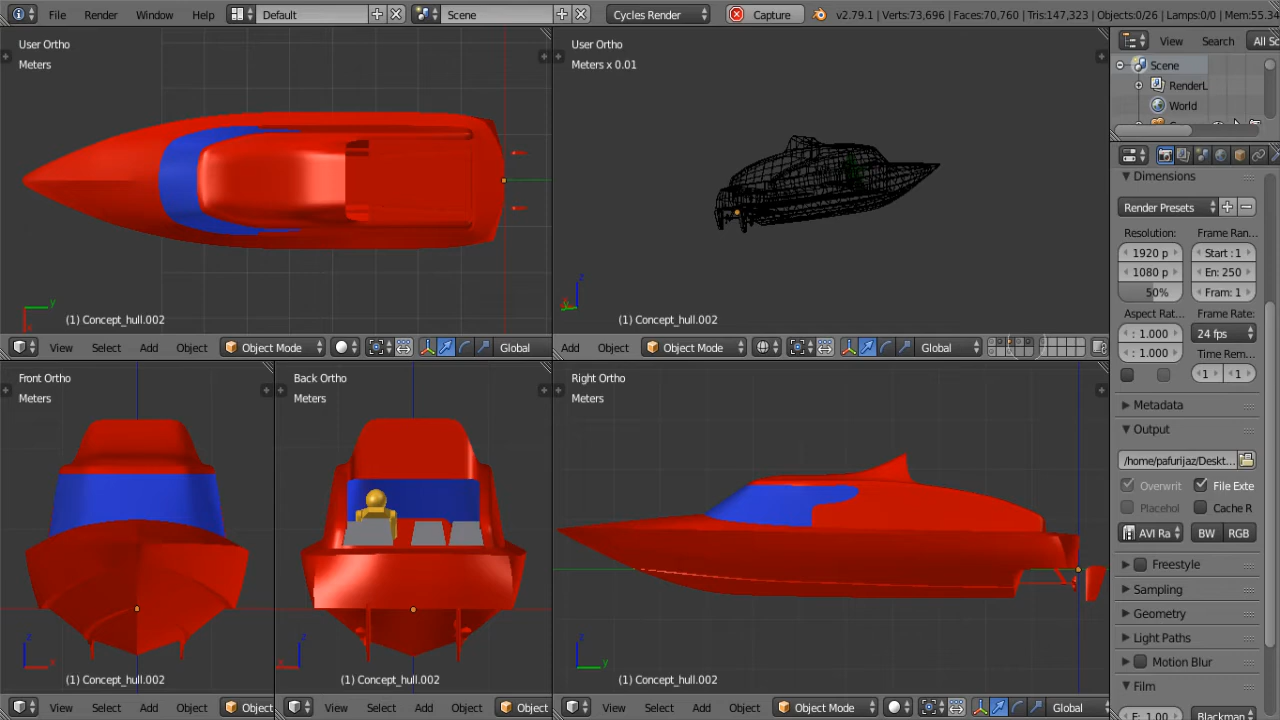 File Render Window Help Default Scene Cycles Render Capture v2.79.1 | Verts:73,696 | Faces:70,760 | Tris:147,323 | Objects:0/26 | Lamps:0/0 | Mem:55.34
User Ortho
Meters
(1) Concept_hull.002
View Select Add Object Object Mode Global
User Ortho
Meters x 0.01
z
y
x
(1) Concept_hull.002
Add Object Object Mode Global
Front Ortho
Meters
z
x
(1) Concept_hull.002
View Select Add Object Object
Back Ortho
Meters
z
x
(1) Concept_hull.002
View Select Add Object Object
Right Ortho
Meters
z
y
(1) Concept_hull.002
View Select Add Object Object Mode Global
View Search All Sc
Scene
RenderL
World
Dimensions
Render Presets
Resolution: Frame Ran...
1920 p Start : 1
1080 p En: 250
50% Fram: 1
Aspect Rat... Frame Rate:
: 1.000 24 fps
: 1.000 Time Rem...
1 1
Metadata
Output
/home/pafurijaz/Deskt...
Overwrit File Exte
Placehol Cache R
AVI Ra BW RGB
Freestyle
Sampling
Geometry
Light Paths
Motion Blur
Film
E: 1.00 Blackman